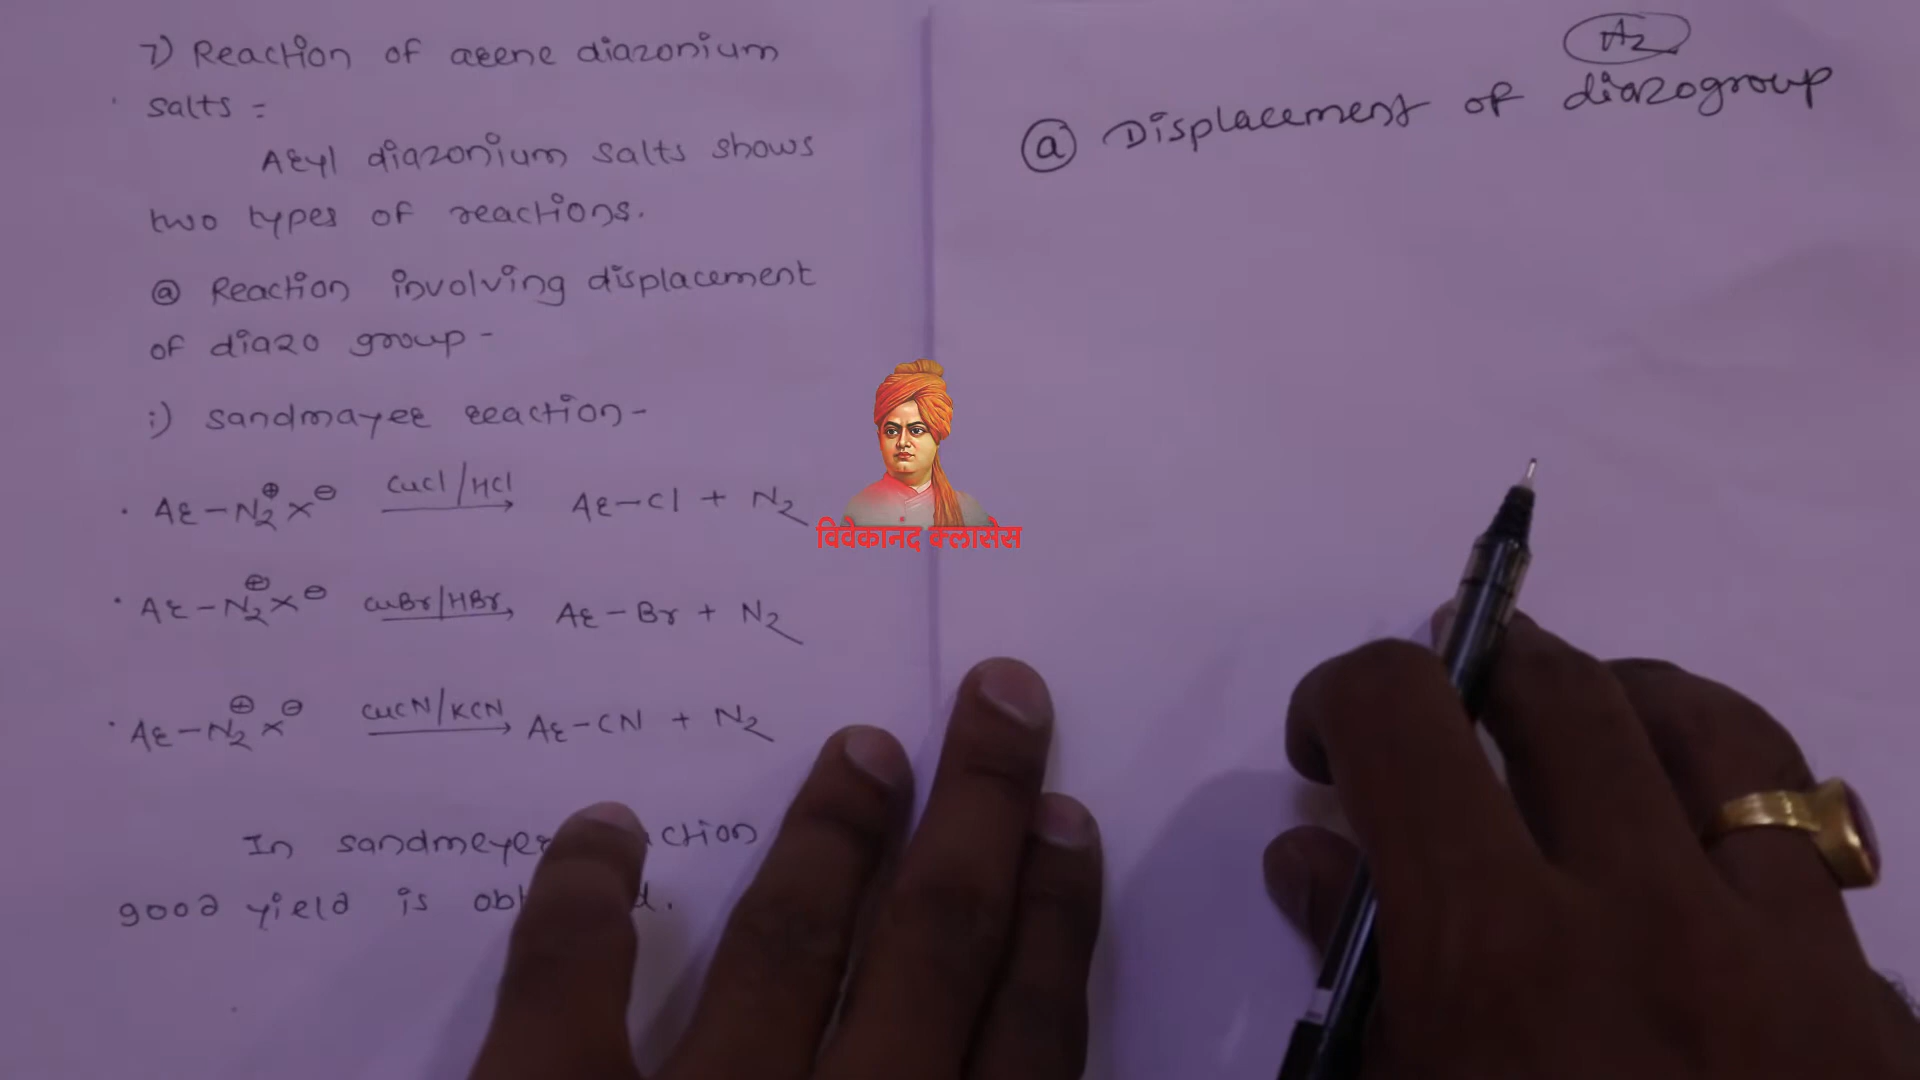 7) Reaction of arene diazonium
salts =
Aryl diazonium salts shows
two types of reactions.
@ Reaction involving displacement
of diazo group -
i) sandmayer reaction-
· Ar-N₂⊕X⊖ CuCl/HCl → Ar-Cl + N₂
· Ar-N₂⊕X⊖ CuBr/HBr → Ar-Br + N₂
· Ar-N₂⊕X⊖ CuCN/KCN → Ar-CN + N₂
In sandmeyer ction
good yield is ob d.
Az
ⓐ Displacement of diazogroup
विवेकानंद क्लासेस